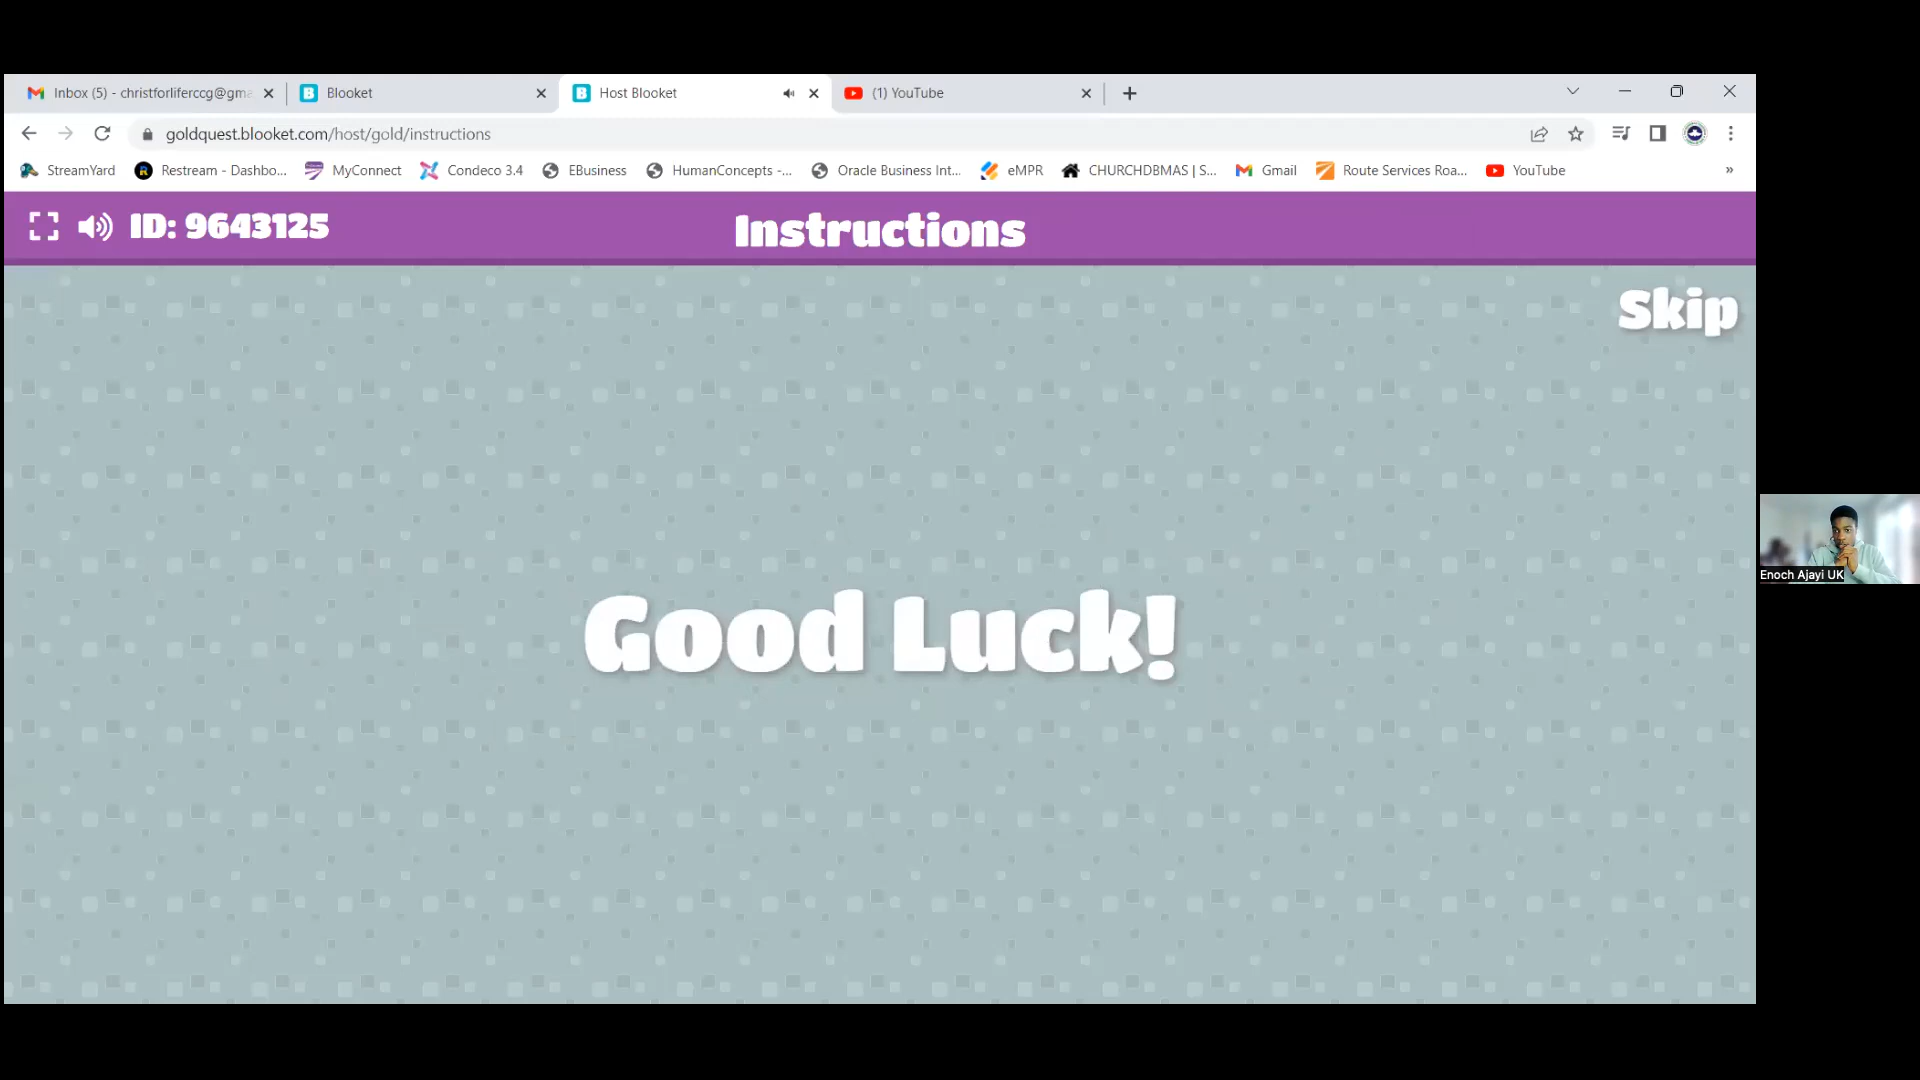 Inbox (5) - christforliferccg@gma
Blooket
Host Blooket
(1) YouTube
goldquest.blooket.com/host/gold/instructions
StreamYard
Restream - Dashbo...
MyConnect
Condeco 3.4
EBusiness
HumanConcepts -...
Oracle Business Int...
eMPR
CHURCHDBMAS | S...
Gmail
Route Services Roa...
YouTube
»
ID: 9643125
Instructions
Skip
Good Luck!
Enoch Ajayi UK